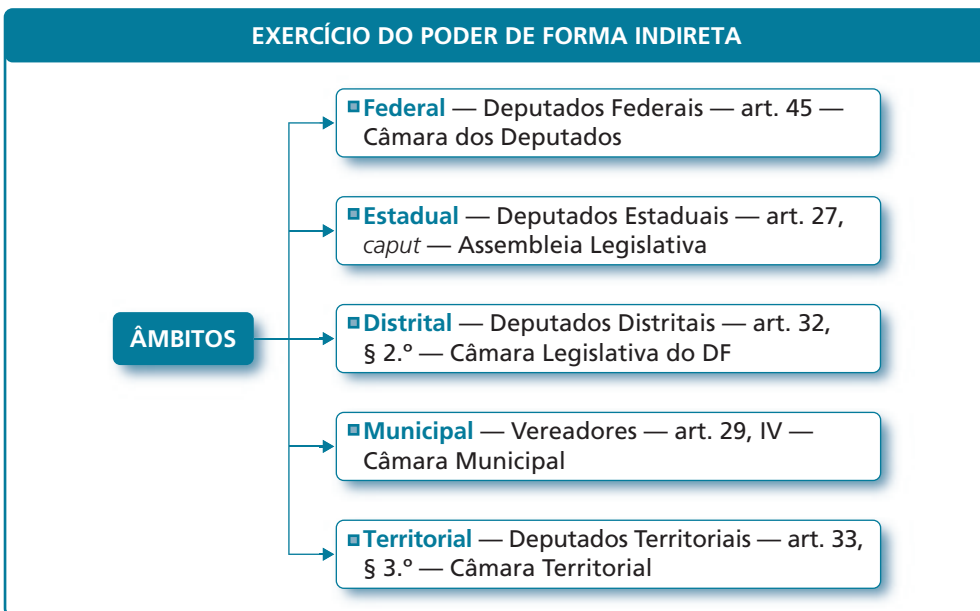 EXERCÍCIO DO PODER DE FORMA INDIRETA
Federal — Deputados Federais — art. 45 —
Câmara dos Deputados
Estadual — Deputados Estaduais — art. 27,
caput — Assembleia Legislativa
ÂMBITOS
Distrital — Deputados Distritais — art. 32,
§ 2.º — Câmara Legislativa do DF
Municipal — Vereadores — art. 29, IV —
Câmara Municipal
Territorial — Deputados Territoriais — art. 33,
§ 3.º — Câmara Territorial